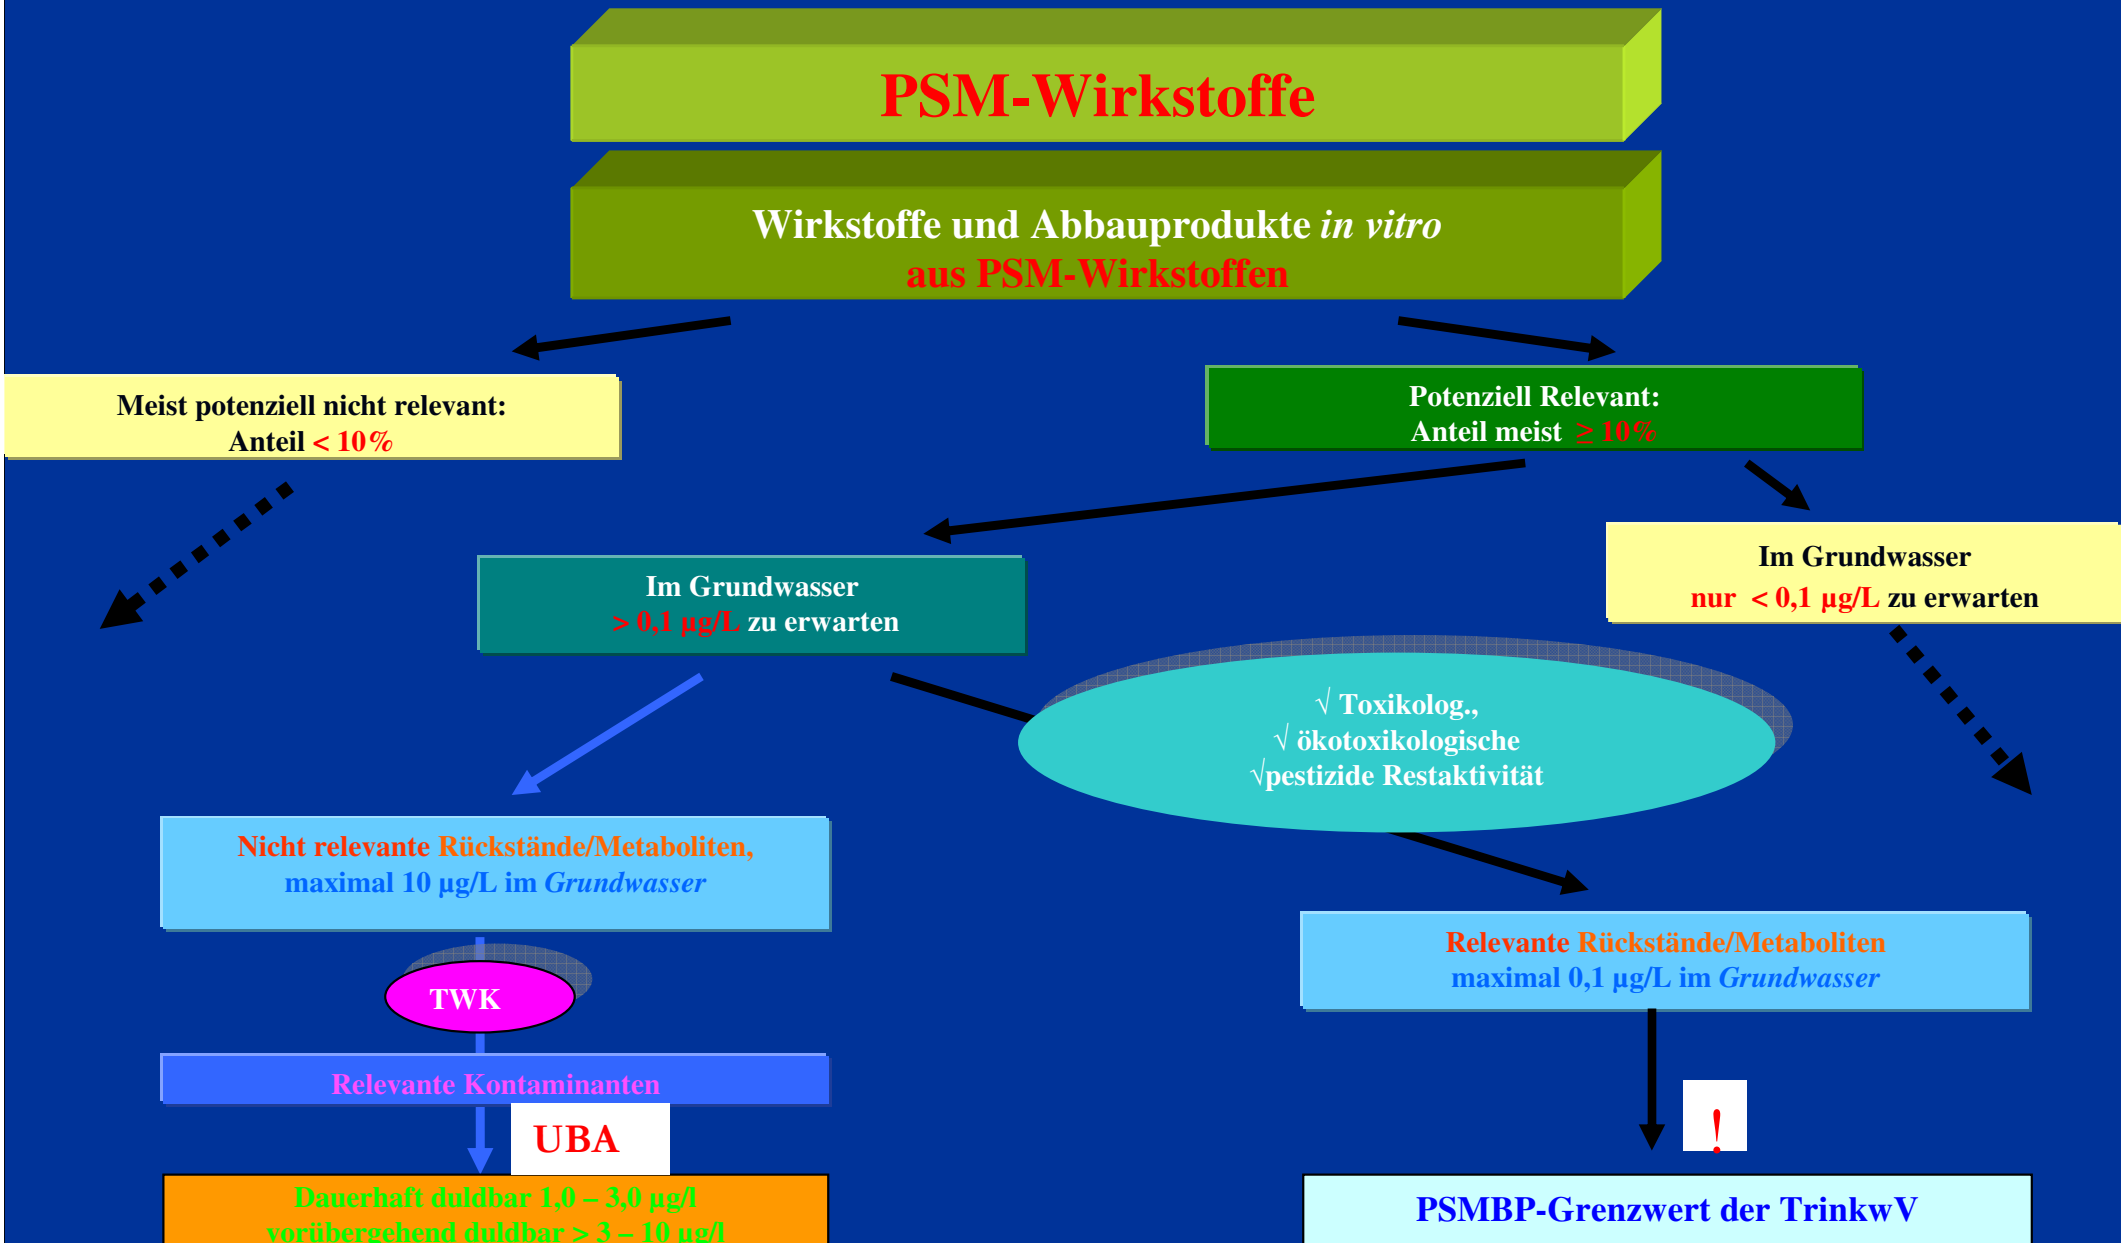 PSM-Wirkstoffe
Wirkstoffe und Abbauprodukte in vitro
aus PSM-Wirkstoffen
Meist potenziell nicht relevant:
Anteil < 10%
Potenziell Relevant:
Anteil meist ≥ 10%
Im Grundwasser
> 0,1 µg/L zu erwarten
Im Grundwasser
nur < 0,1 µg/L zu erwarten
√ Toxikolog.,
√ ökotoxikologische
√pestizide Restaktivität
Nicht relevante Rückstände/Metaboliten,
maximal 10 µg/L im Grundwasser
Relevante Rückstände/Metaboliten
maximal 0,1 µg/L im Grundwasser
TWK
Relevante Kontaminanten
UBA
!
Dauerhaft duldbar 1,0 – 3,0 µg/l
vorübergehend duldbar > 3 – 10 µg/l
PSMBP-Grenzwert der TrinkwV